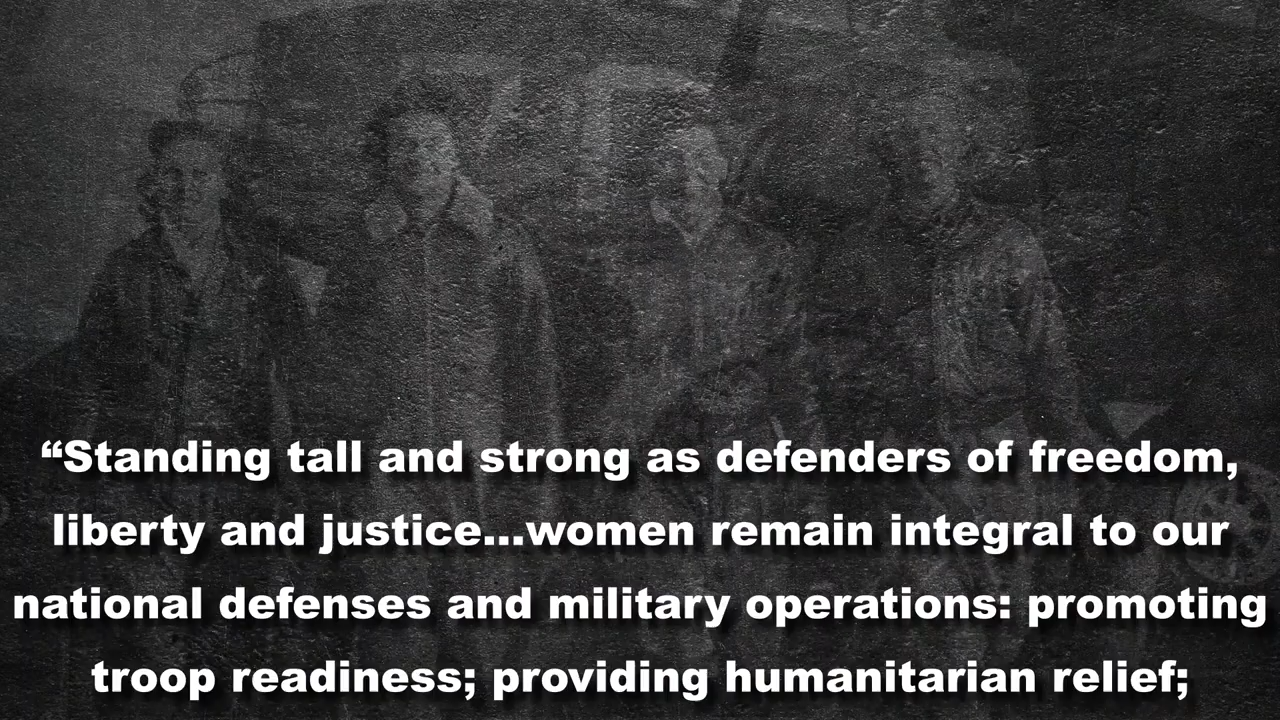 “Standing tall and strong as defenders of freedom,
liberty and justice...women remain integral to our
national defenses and military operations: promoting
troop readiness; providing humanitarian relief;